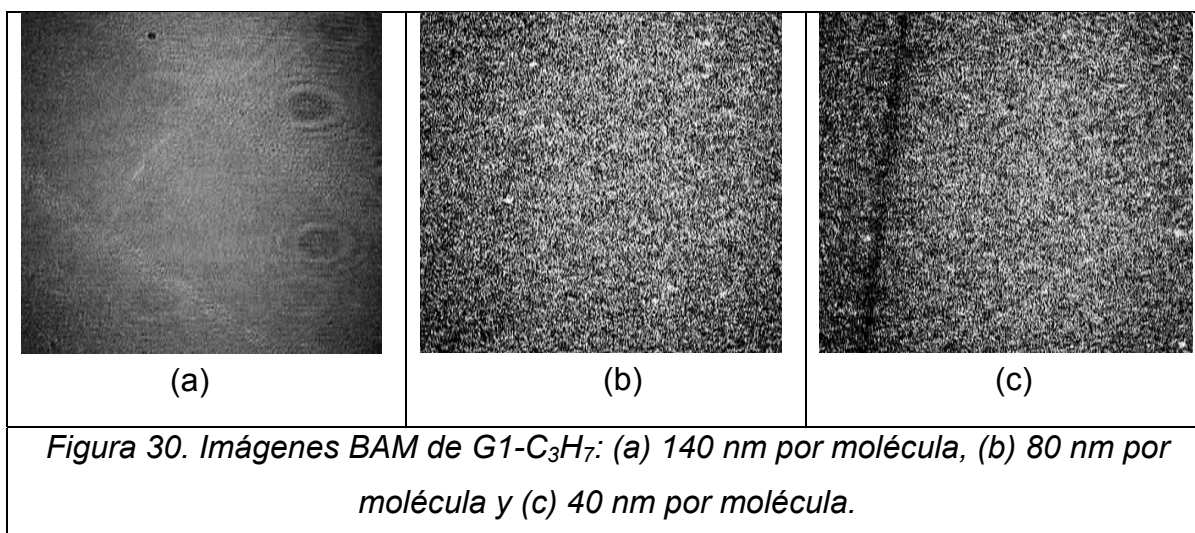 (a)
(b)
(c)
Figura 30. Imágenes BAM de G1-C₃H₇: (a) 140 nm por molécula, (b) 80 nm por
molécula y (c) 40 nm por molécula.